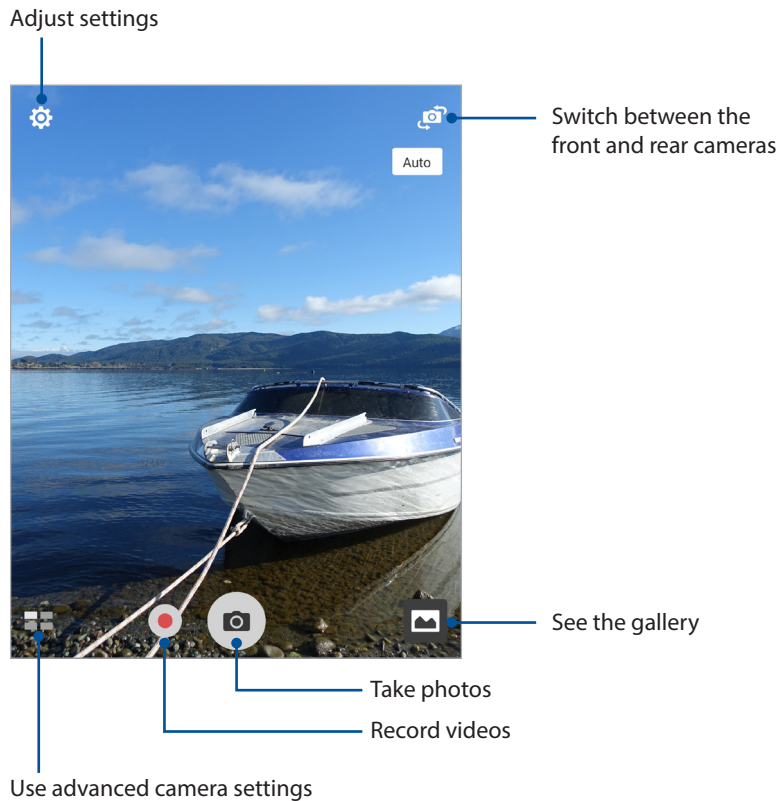 Adjust settings
Switch between the
front and rear cameras
Auto
See the gallery
Take photos
Record videos
Use advanced camera settings